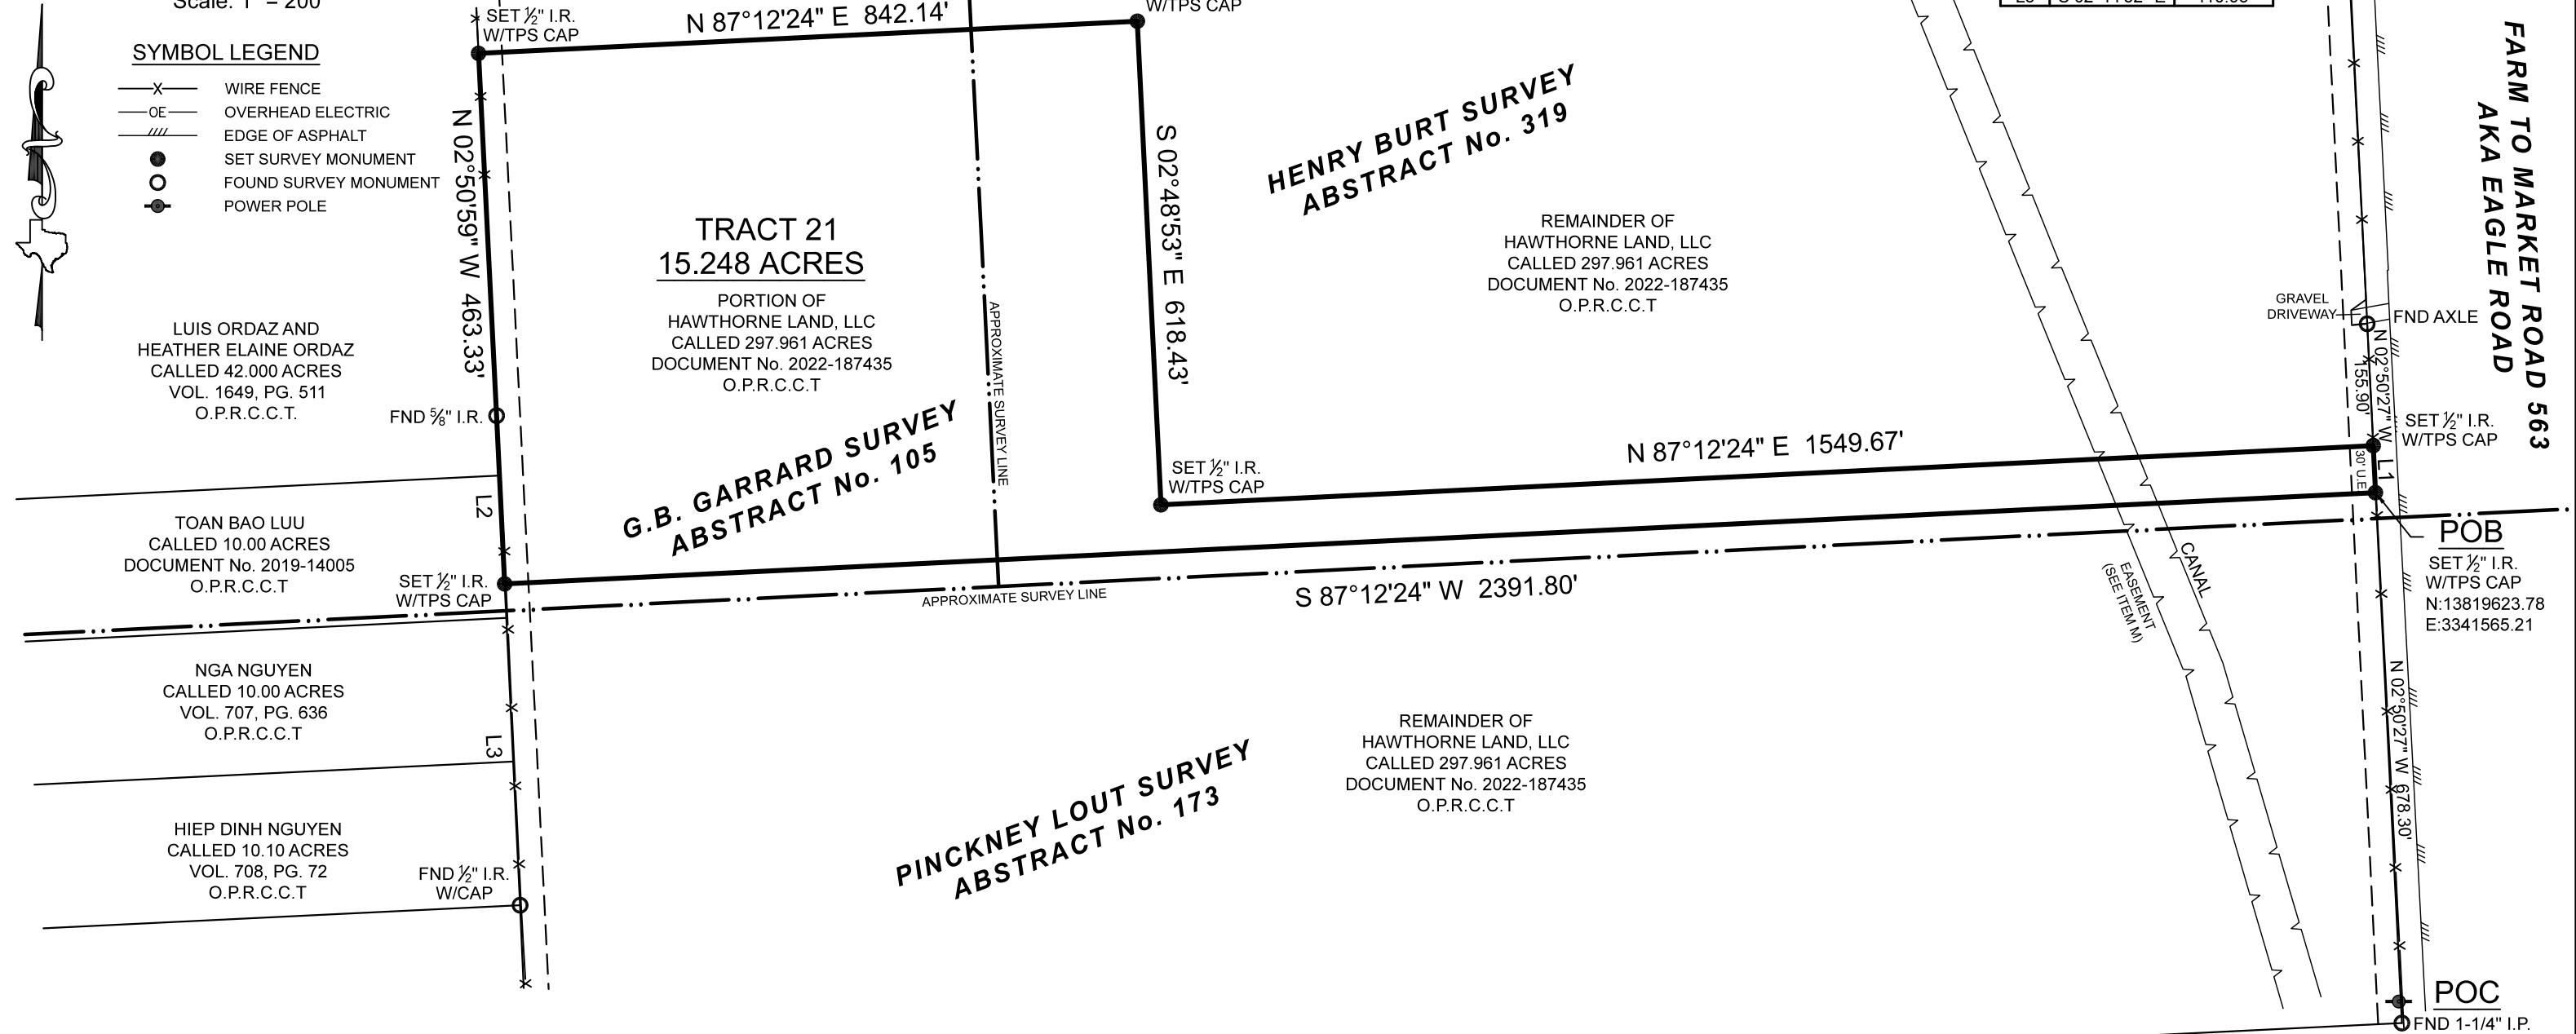 Scale: 1" = 200'
SYMBOL LEGEND
X WIRE FENCE
OE OVERHEAD ELECTRIC
EDGE OF ASPHALT
SET SURVEY MONUMENT
FOUND SURVEY MONUMENT
POWER POLE
SET ½" I.R.
W/TPS CAP
N 87°12'24" E 842.14'
W/TPS CAP
N 02°50'59" W 463.33'
TRACT 21
15.248 ACRES
PORTION OF
HAWTHORNE LAND, LLC
CALLED 297.961 ACRES
DOCUMENT No. 2022-187435
O.P.R.C.C.T
APPROXIMATE SURVEY LINE
S 02°48'53" E 618.43'
HENRY BURT SURVEY
ABSTRACT No. 319
REMAINDER OF
HAWTHORNE LAND, LLC
CALLED 297.961 ACRES
DOCUMENT No. 2022-187435
O.P.R.C.C.T
FARM TO MARKET ROAD 563
AKA EAGLE ROAD
GRAVEL
DRIVEWAY
FND AXLE
N 02°50'27" W
155.90'
SET ½" I.R.
W/TPS CAP
30' U.E
L1
LUIS ORDAZ AND
HEATHER ELAINE ORDAZ
CALLED 42.000 ACRES
VOL. 1649, PG. 511
O.P.R.C.C.T.
FND ⅝" I.R.
G.B. GARRARD SURVEY
ABSTRACT No. 105
SET ½" I.R.
W/TPS CAP
N 87°12'24" E 1549.67'
L2
TOAN BAO LUU
CALLED 10.00 ACRES
DOCUMENT No. 2019-14005
O.P.R.C.C.T
SET ½" I.R.
W/TPS CAP
APPROXIMATE SURVEY LINE
S 87°12'24" W 2391.80'
CANAL
EASEMENT
(SEE ITEM M)
POB
SET ½" I.R.
W/TPS CAP
N:13819623.78
E:3341565.21
NGA NGUYEN
CALLED 10.00 ACRES
VOL. 707, PG. 636
O.P.R.C.C.T
L3
HIEP DINH NGUYEN
CALLED 10.10 ACRES
VOL. 708, PG. 72
O.P.R.C.C.T
FND ½" I.R.
W/CAP
PINCKNEY LOUT SURVEY
ABSTRACT No. 173
REMAINDER OF
HAWTHORNE LAND, LLC
CALLED 297.961 ACRES
DOCUMENT No. 2022-187435
O.P.R.C.C.T
N 02°50'27" W 678.30'
POC
FND 1-1/4" I.P.